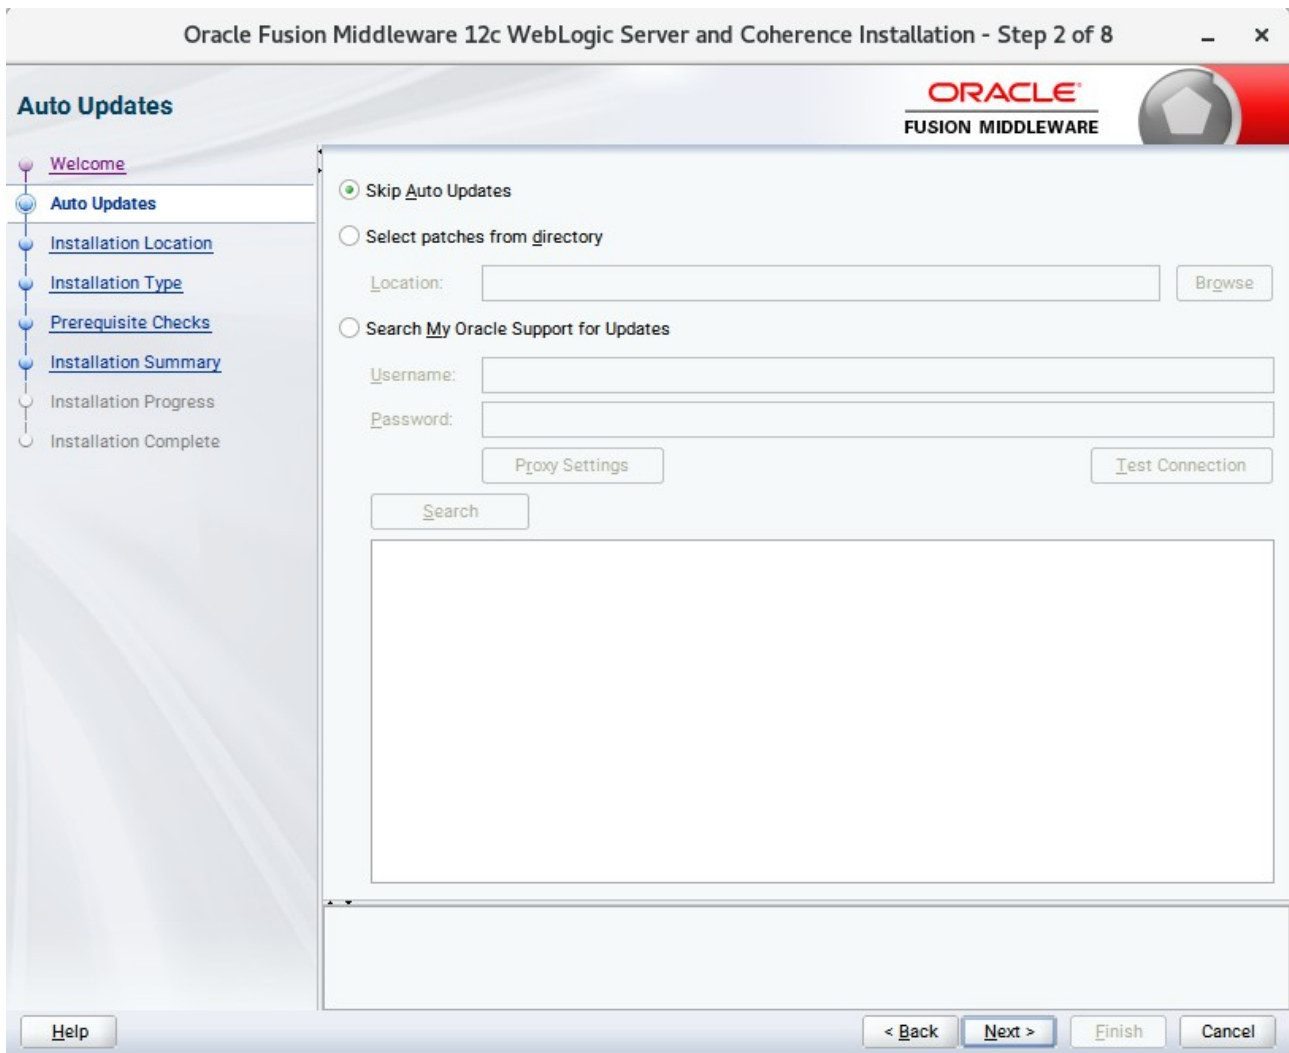 Oracle Fusion Middleware 12c WebLogic Server and Coherence Installation - Step 2 of 8
Auto Updates
ORACLE
FUSION MIDDLEWARE
Welcome
Auto Updates
Installation Location
Installation Type
Prerequisite Checks
Installation Summary
Installation Progress
Installation Complete
Skip Auto Updates
Select patches from directory
Location:
Browse
Search My Oracle Support for Updates
Username:
Password:
Proxy Settings
Test Connection
Search
Help
< Back
Next >
Finish
Cancel